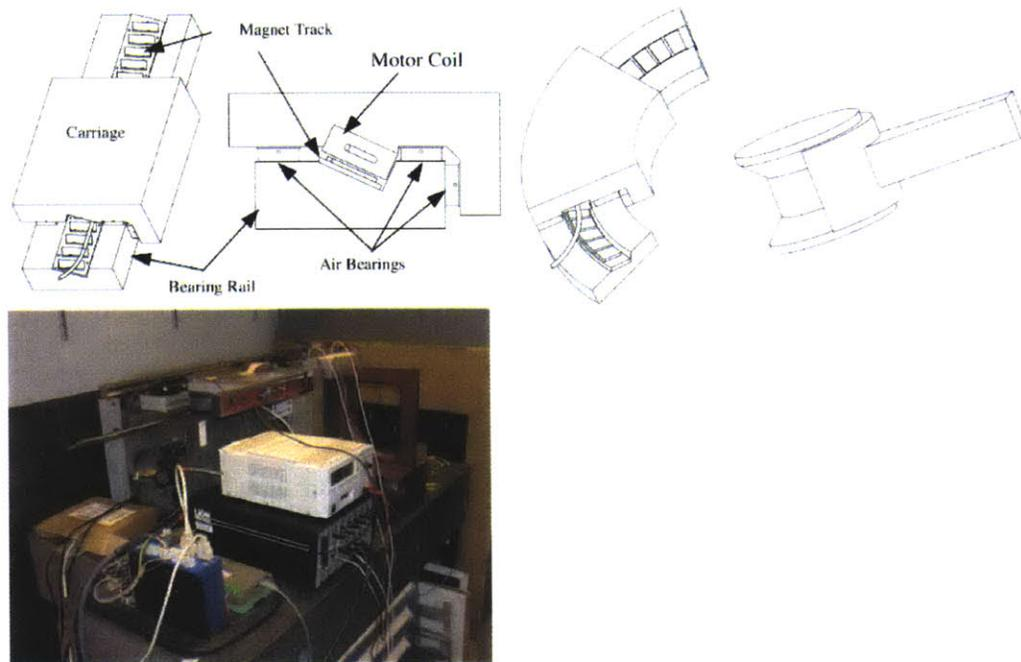 Magnet Track
Motor Coil
Carriage
Air Bearings
Bearing Rail